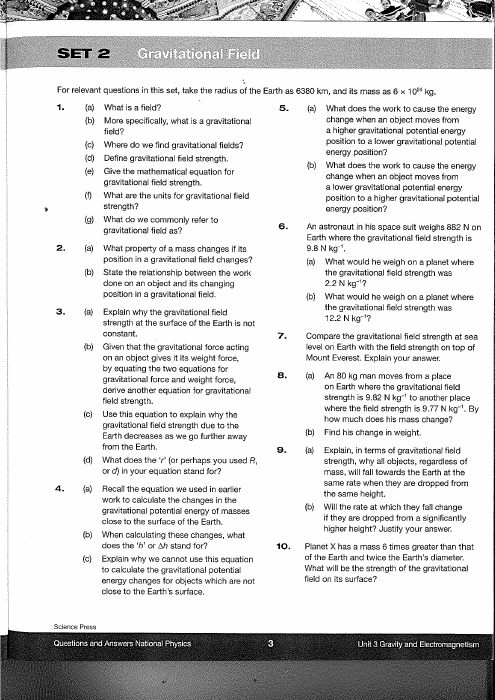 SET 2 Gravitational Field
For relevant questions in this set, take the radius of the Earth as 6380 km, and its mass as 6 × 10²⁴ kg.
1. (a) What is a field?
(b) More specifically, what is a gravitational
field?
(c) Where do we find gravitational fields?
(d) Define gravitational field strength.
(e) Give the mathematical equation for
gravitational field strength.
(f) What are the units for gravitational field
strength?
(g) What do we commonly refer to
gravitational field as?
2. (a) What property of a mass changes if its
position in a gravitational field changes?
(b) State the relationship between the work
done on an object and its changing
position in a gravitational field.
3. (a) Explain why the gravitational field
strength at the surface of the Earth is not
constant.
(b) Given that the gravitational force acting
on an object gives it its weight force,
by equating the two equations for
gravitational force and weight force,
derive another equation for gravitational
field strength.
(c) Use this equation to explain why the
gravitational field strength due to the
Earth decreases as we go further away
from the Earth.
(d) What does the 'r' (or perhaps you used R,
or d) in your equation stand for?
4. (a) Recall the equation we used in earlier
work to calculate the changes in the
gravitational potential energy of masses
close to the surface of the Earth.
(b) When calculating these changes, what
does the 'h' or Δh stand for?
(c) Explain why we cannot use this equation
to calculate the gravitational potential
energy changes for objects which are not
close to the Earth's surface.
5. (a) What does the work to cause the energy
change when an object moves from
a higher gravitational potential energy
position to a lower gravitational potential
energy position?
(b) What does the work to cause the energy
change when an object moves from
a lower gravitational potential energy
position to a higher gravitational potential
energy position?
6. An astronaut in his space suit weighs 882 N on
Earth where the gravitational field strength is
9.8 N kg⁻¹.
(a) What would he weigh on a planet where
the gravitational field strength was
2.2 N kg⁻¹?
(b) What would he weigh on a planet where
the gravitational field strength was
12.2 N kg⁻¹?
7. Compare the gravitational field strength at sea
level on Earth with the field strength on top of
Mount Everest. Explain your answer.
8. (a) An 80 kg man moves from a place
on Earth where the gravitational field
strength is 9.82 N kg⁻¹ to another place
where the field strength is 9.77 N kg⁻¹. By
how much does his mass change?
(b) Find his change in weight.
9. (a) Explain, in terms of gravitational field
strength, why all objects, regardless of
mass, will fall towards the Earth at the
same rate when they are dropped from
the same height.
(b) Will the rate at which they fall change
if they are dropped from a significantly
higher height? Justify your answer.
10. Planet X has a mass 6 times greater than that
of the Earth and twice the Earth's diameter.
What will be the strength of the gravitational
field on its surface?
Science Press
Questions and Answers National Physics 3 Unit 3 Gravity and Electromagnetism